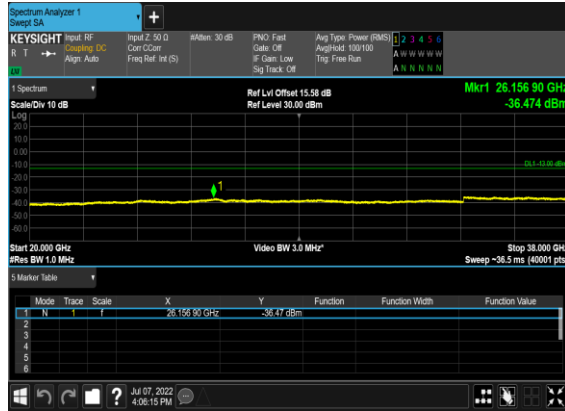 Spectrum Analyzer 1
Swept SA
+
KEYSIGHT Input: RF Input Z: 50 Ω #Atten: 30 dB PNO: Fast Avg Type: Power (RMS) 1 2 3 4 5 6
R T Coupling: DC Corr CCorr Gate: Off Avg|Hold: 100/100 A W W W W W
Align: Auto Freq Ref: Int (S) IF Gain: Low Trig: Free Run
Sig Track: Off A N N N N N
1 Spectrum Ref Lvl Offset 15.58 dB Mkr1 26.156 90 GHz
Scale/Div 10 dB Ref Level 30.00 dBm -36.474 dBm
Log
20.0
10.0
0.00
-10.0 DL1 -13.00 dBm
-20.0
-30.0 1
-40.0
-50.0
-60.0
Start 20.000 GHz Video BW 3.0 MHz* Stop 38.000 GHz
#Res BW 1.0 MHz Sweep ~36.5 ms (40001 pts)
5 Marker Table
Mode Trace Scale X Y Function Function Width Function Value
1 N 1 f 26.156 90 GHz -36.47 dBm
2
3
4
5
6
? Jul 07, 2022
4:06:15 PM